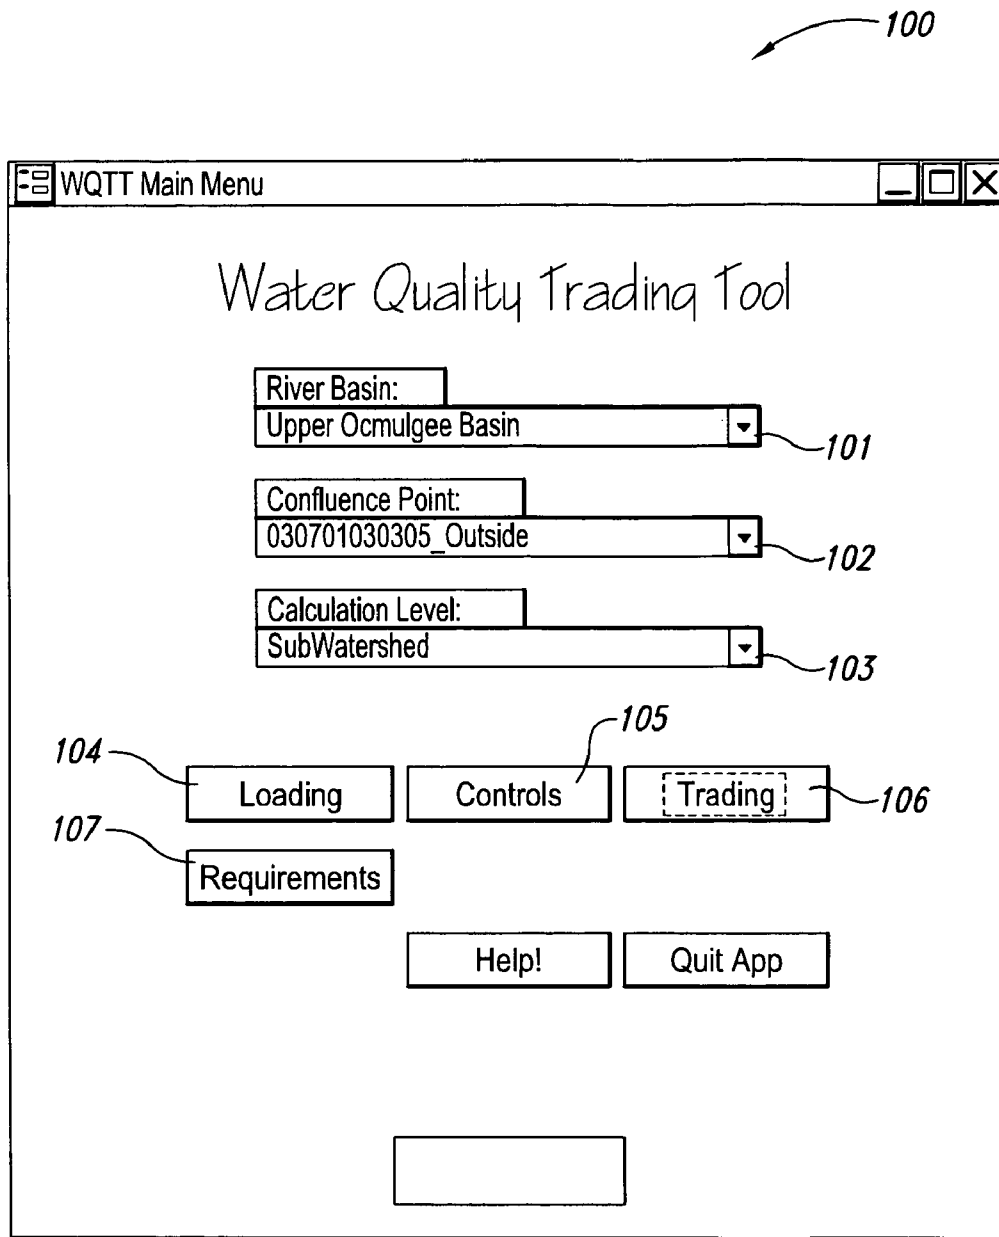 100
WQTT Main Menu
Water Quality Trading Tool
River Basin:
Upper Ocmulgee Basin
101
Confluence Point:
030701030305_Outside
102
Calculation Level:
SubWatershed
103
105
104
Loading
Controls
Trading
106
107
Requirements
Help!
Quit App